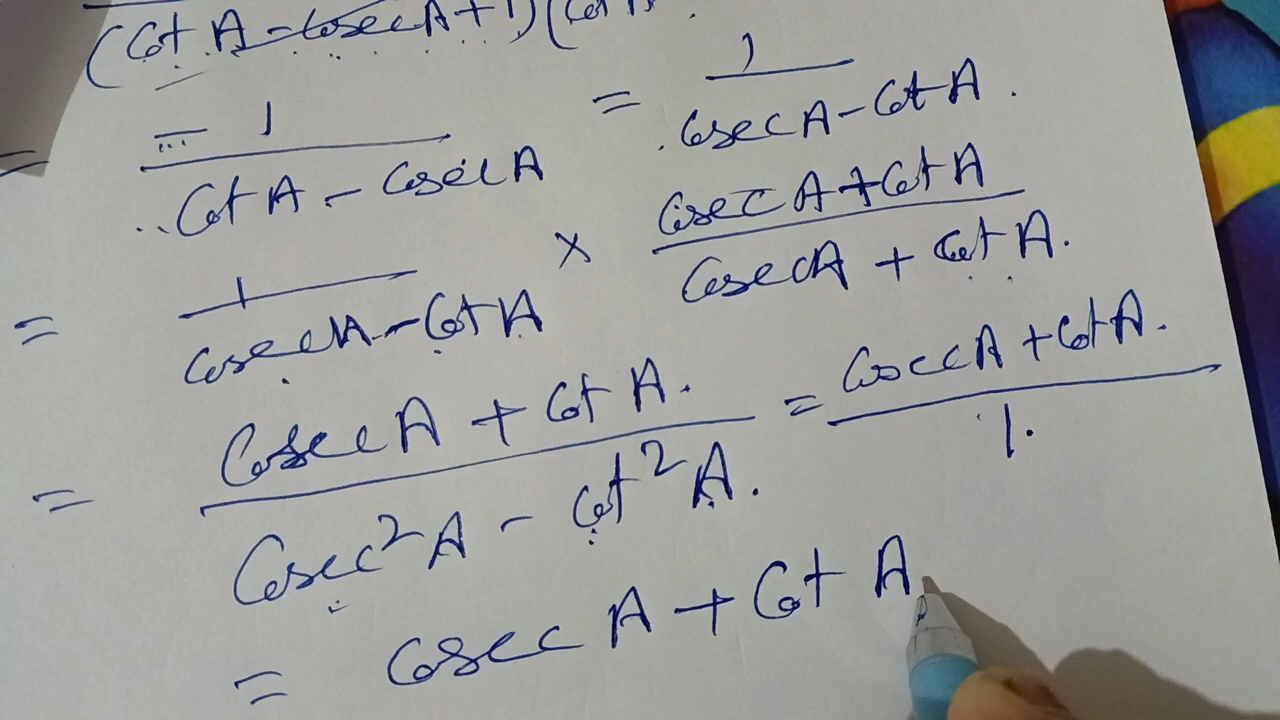 (Cot A - Cosec A + 1) (Cot
= - 1 / Cot A - Cosec A = 1 / Cosec A - Cot A.
= 1 / Cosec A - Cot A × Cosec A + Cot A / Cosec A + Cot A.
= Cosec A + Cot A. / Cosec² A - Cot² A. = Cosec A + Cot A. / 1.
= Cosec A + Cot A